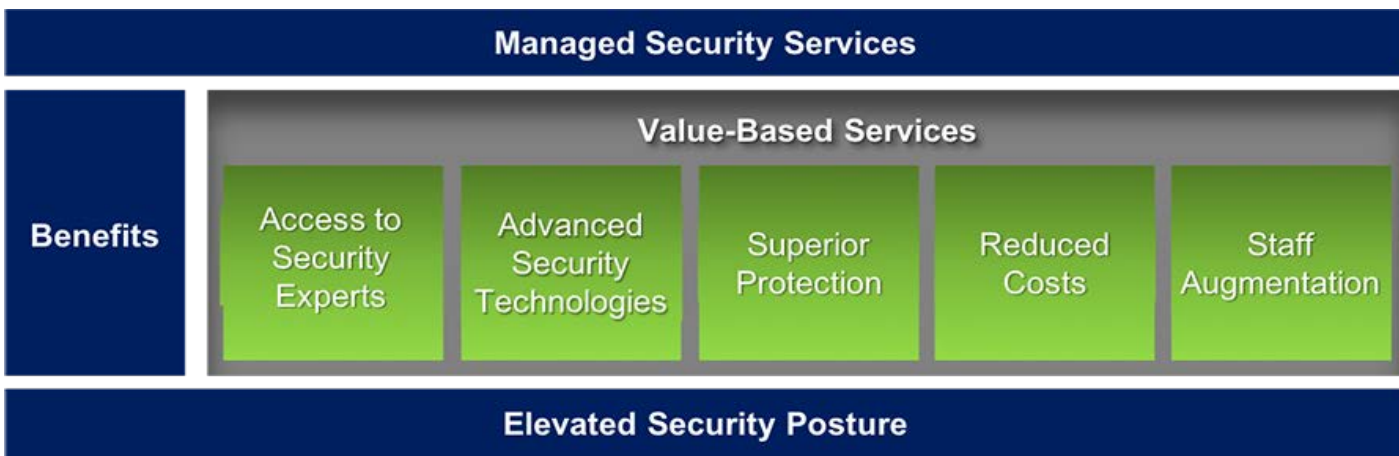 Managed Security Services
Benefits
Value-Based Services
Access to
Security
Experts
Advanced
Security
Technologies
Superior
Protection
Reduced
Costs
Staff
Augmentation
Elevated Security Posture